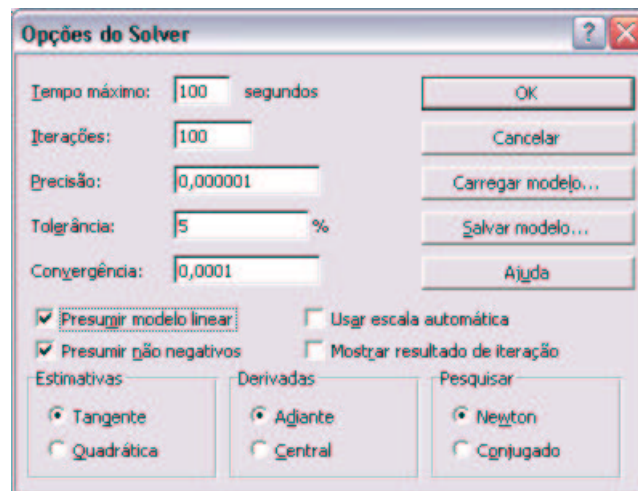 Opções do Solver
Tempo máximo: 100 segundos
OK
Iterações: 100
Cancelar
Precisão: 0,000001
Carregar modelo...
Tolerância: 5 %
Salvar modelo...
Convergência: 0,0001
Ajuda
Presumir modelo linear
Usar escala automática
Presumir não negativos
Mostrar resultado de iteração
Estimativas
Derivadas
Pesquisar
Tangente
Adiante
Newton
Quadrática
Central
Conjugado